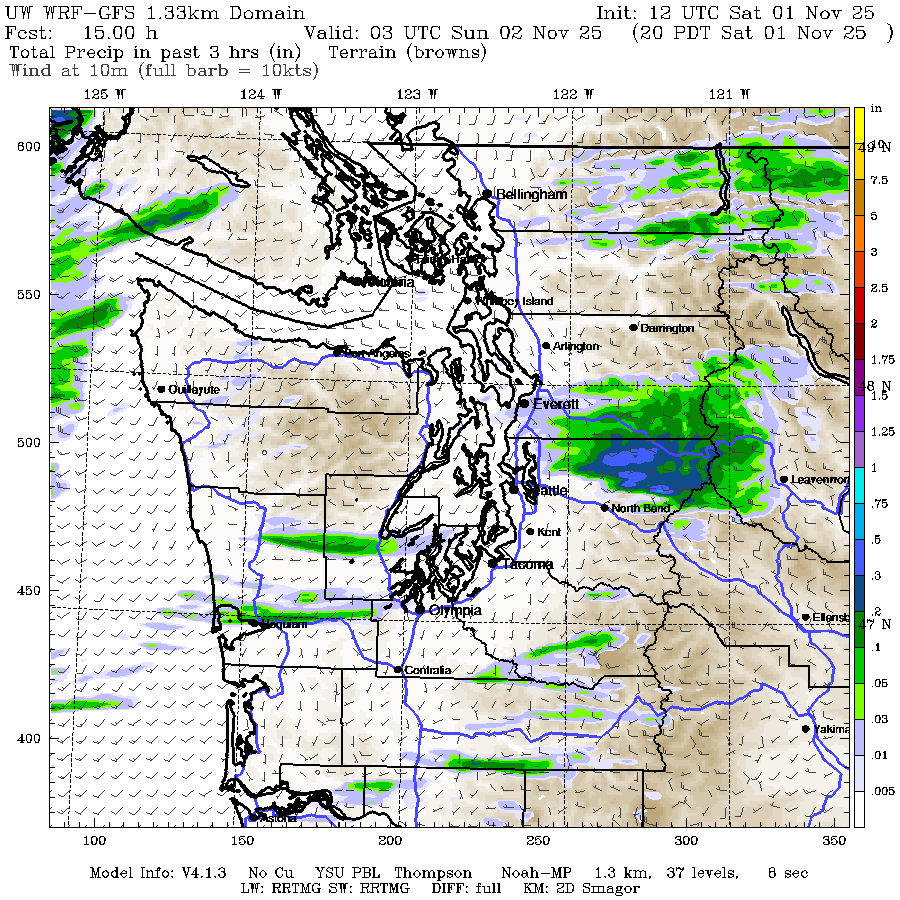 UW WRF-GFS 1.33km Domain Init: 12 UTC Sat 01 Nov 25
Fcst: 15.00 h Valid: 03 UTC Sun 02 Nov 25 (20 PDT Sat 01 Nov 25 )
Total Precip in past 3 hrs (in) Terrain (browns)
Wind at 10m (full barb = 10kts)
125 W 124 W 123 W 122 W 121 W
in
600
7.5
Bellingham
5
3
550
Whidbey Island
2.5
Darrington
2
Arlington
Port Angeles
1.75
Quillayute
48 N
1.5
Everett
1.25
500
1
Leavenwor
Seattle
North Bend
.75
Kent
.5
Tacoma
.3
450
Olympia
.2
Ellensb
Hoquiam
47 N
.1
Centralia
.05
.03
400
Yakima
.01
.005
Astoria
100 150 200 250 300 350
Model Info: V4.1.3 No Cu YSU PBL Thompson Noah-MP 1.3 km, 37 levels, 8 sec
LW: RRTMG SW: RRTMG DIFF: full KM: 2D Smagor